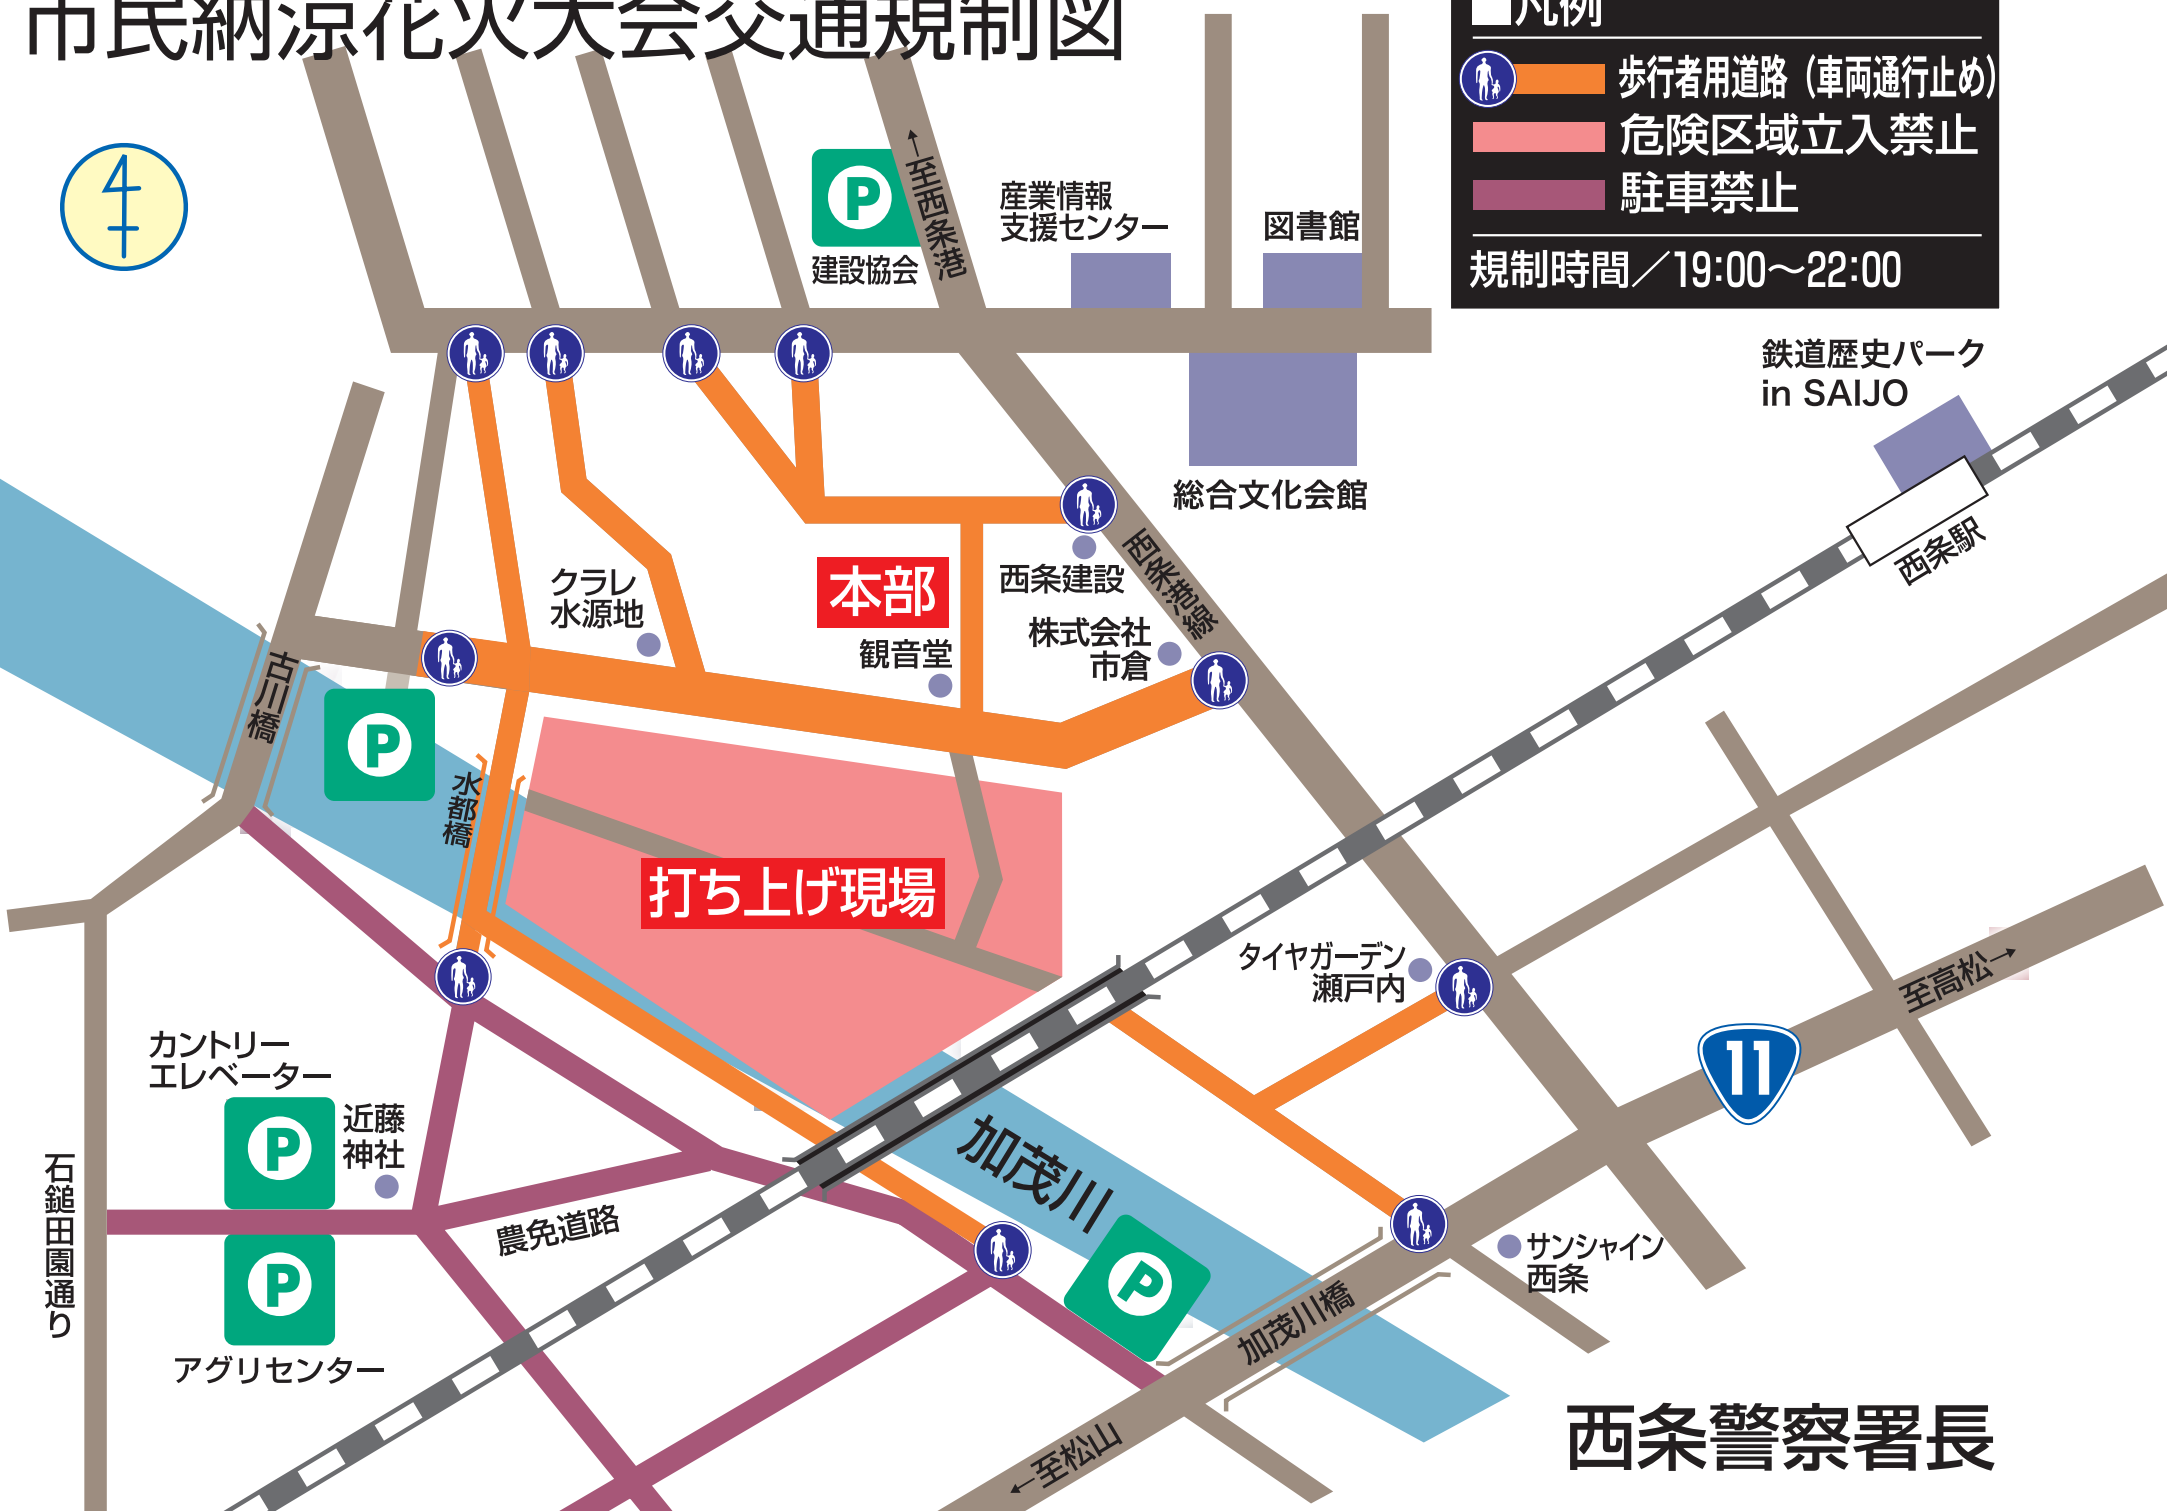 市民納涼花火大会交通規制図
凡例
歩行者用道路（車両通行止め）
危険区域立入禁止
駐車禁止
規制時間／19:00～22:00
P
建設協会
←至西条港
産業情報
支援センター
図書館
鉄道歴史パーク
in SAIJO
総合文化会館
西条駅
西条港線
西条建設
株式会社
市倉
クラレ
水源地
本部
観音堂
古川橋
P
水都橋
打ち上げ現場
タイヤガーデン
瀬戸内
至高松→
11
カントリー
エレベーター
P
近藤
神社
石鎚田園通り
P
アグリセンター
農免道路
加茂川
P
加茂川橋
サンシャイン
西条
←至松山
西条警察署長